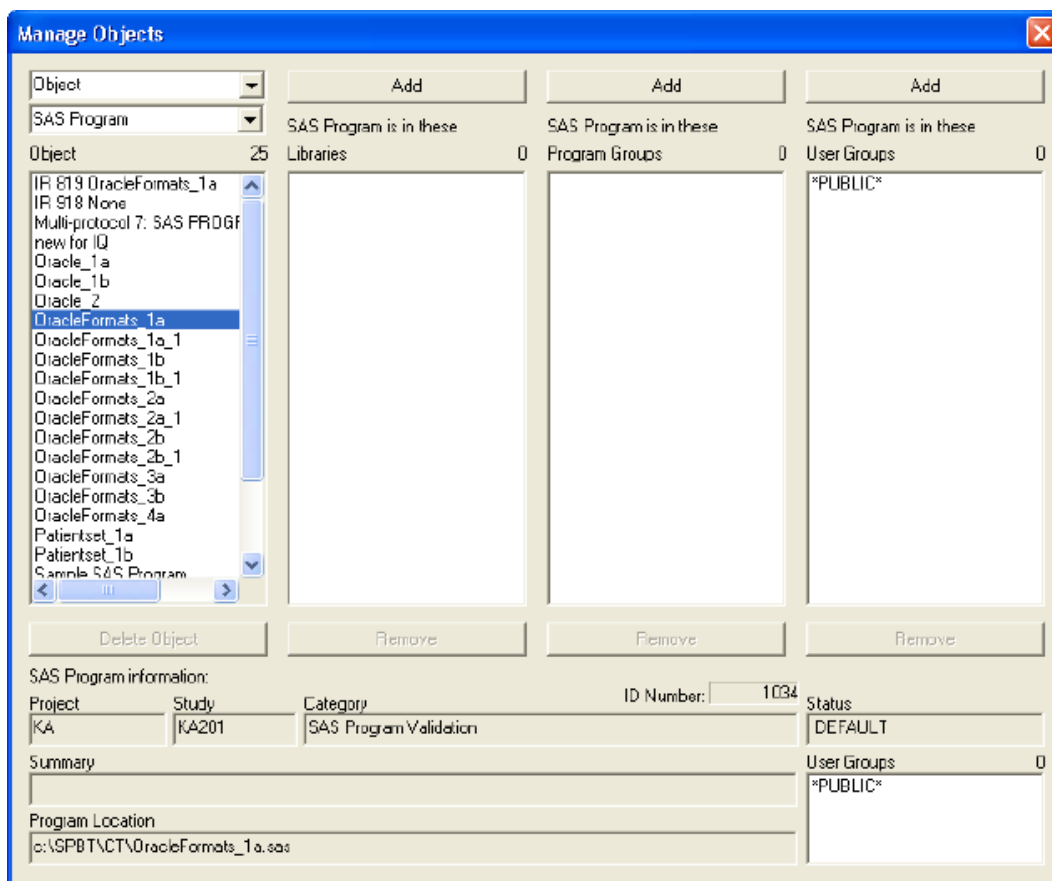 Manage Objects
Object
Add
Add
Add
SAS Program
SAS Program is in these
SAS Program is in these
SAS Program is in these
Object 25
Libraries 0
Program Groups 0
User Groups 0
IR 819 OracleFormats_1a
IR 918 None
Multi-protocol 7: SAS PROGF
new for IQ
Oracle_1a
Oracle_1b
Oracle_2
OracleFormats_1a
OracleFormats_1a_1
OracleFormats_1b
OracleFormats_1b_1
OracleFormats_2a
OracleFormats_2a_1
OracleFormats_2b
OracleFormats_2b_1
OracleFormats_3a
OracleFormats_3b
OracleFormats_4a
Patientset_1a
Patientset_1b
Sample SAS Program
*PUBLIC*
Delete Object
Remove
Remove
Remove
SAS Program information:
Project
Study
Category
ID Number: 1034
Status
KA
KA201
SAS Program Validation
DEFAULT
Summary
User Groups 0
*PUBLIC*
Program Location
c:\SPBT\CT\OracleFormats_1a.sas